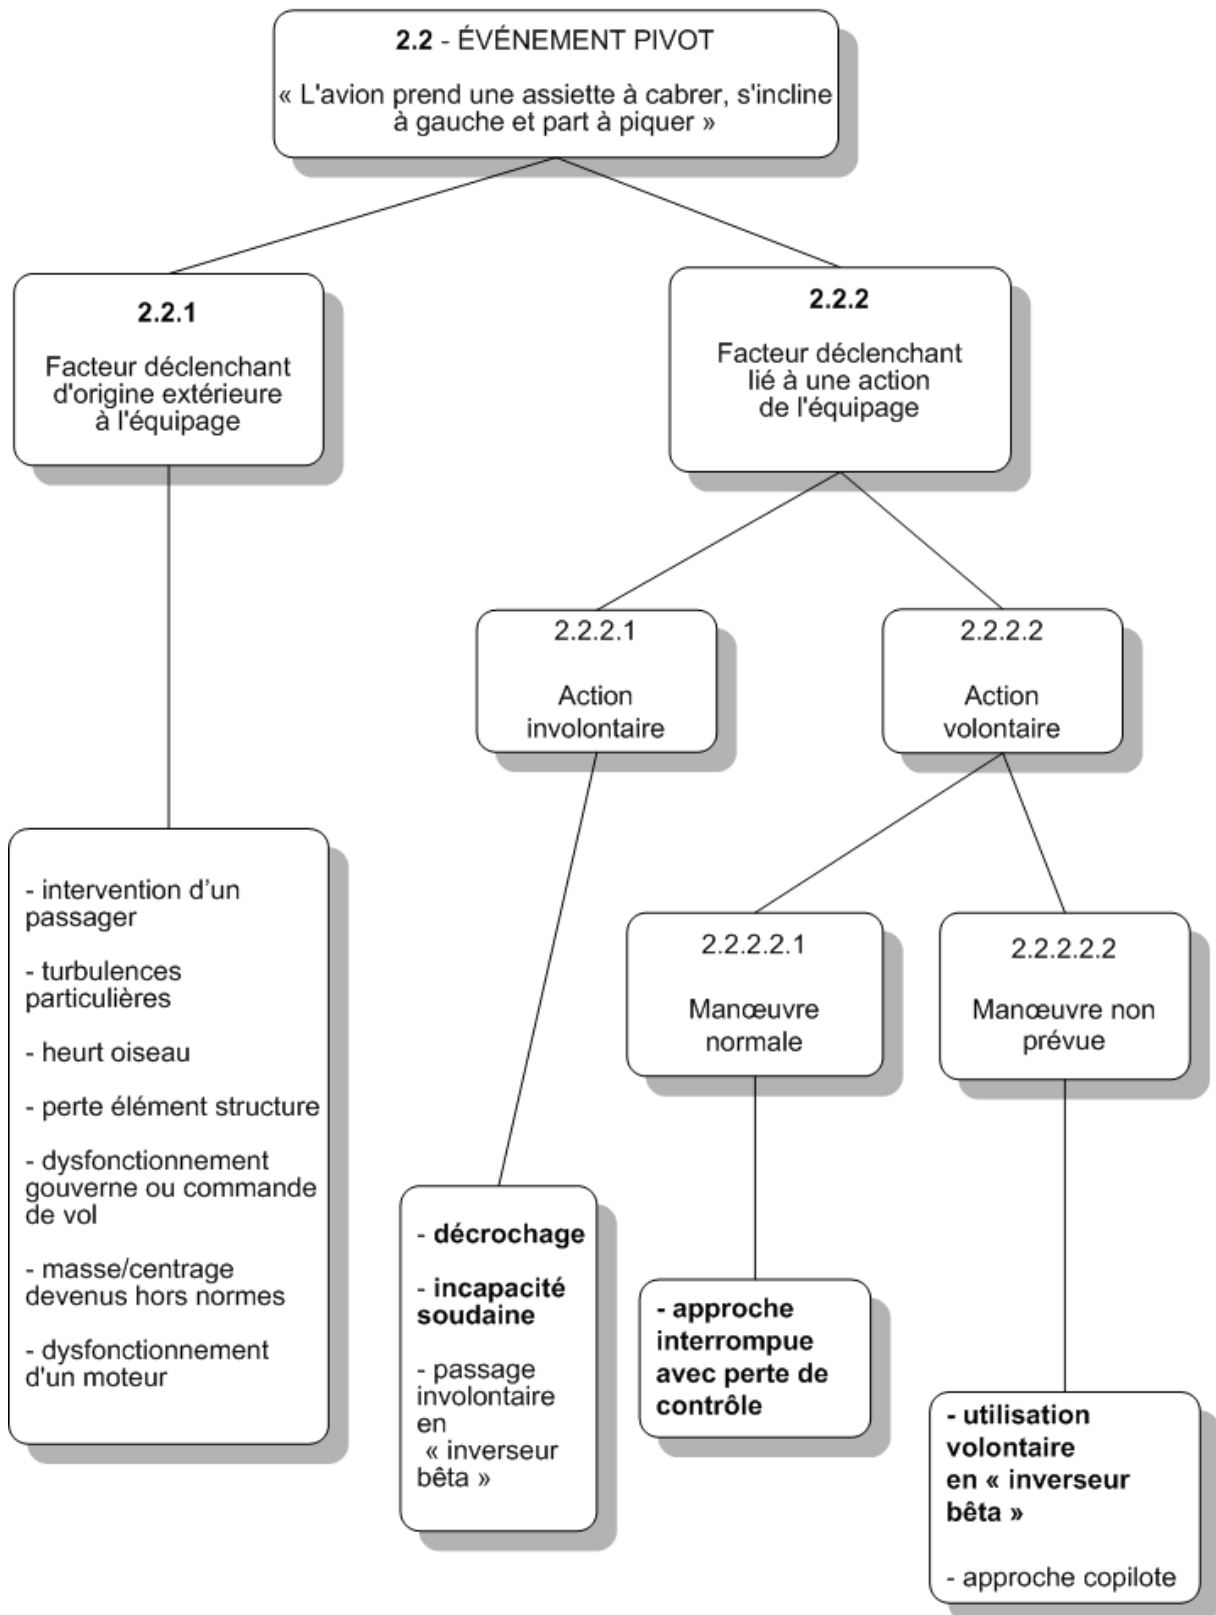 2.2 - ÉVÉNEMENT PIVOT
« L'avion prend une assiette à cabrer, s'incline
à gauche et part à piquer »
2.2.1
Facteur déclenchant
d'origine extérieure
à l'équipage
2.2.2
Facteur déclenchant
lié à une action
de l'équipage
2.2.2.1
Action
involontaire
2.2.2.2
Action
volontaire
- intervention d’un
passager
- turbulences
particulières
- heurt oiseau
- perte élément structure
- dysfonctionnement
gouverne ou commande
de vol
- masse/centrage
devenus hors normes
- dysfonctionnement
d'un moteur
2.2.2.2.1
Manœuvre
normale
2.2.2.2.2
Manœuvre non
prévue
- décrochage
- incapacité
soudaine
- passage
involontaire
en
« inverseur
bêta »
- approche
interrompue
avec perte de
contrôle
- utilisation
volontaire
en « inverseur
bêta »
- approche copilote